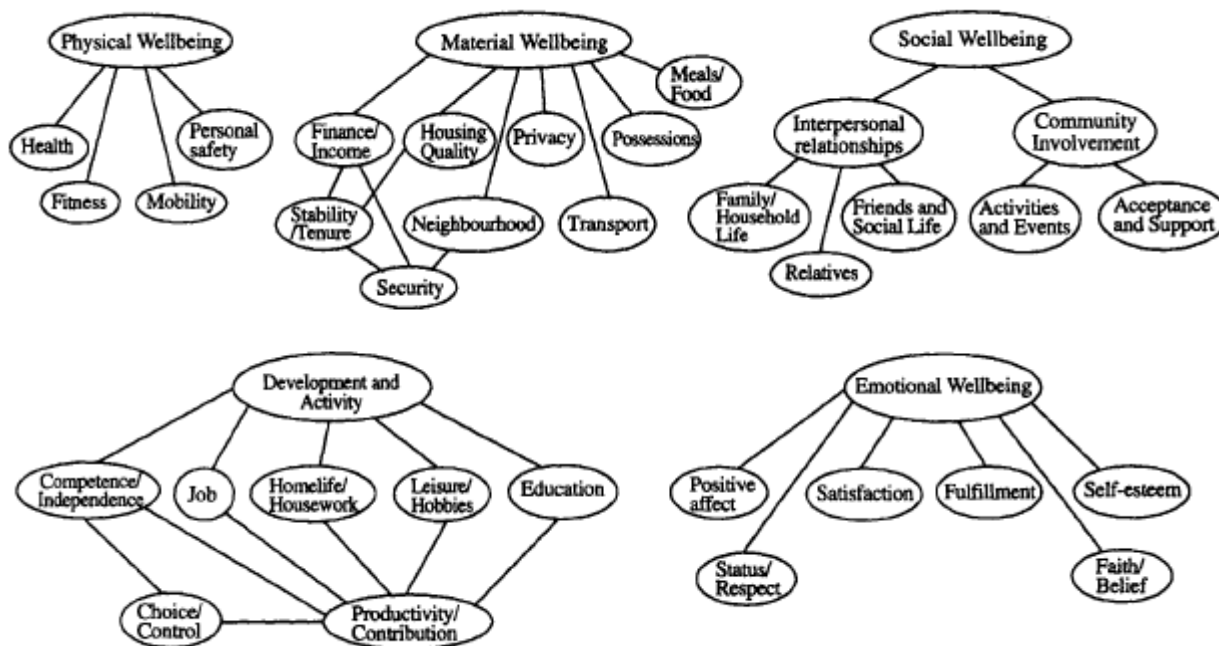 Physical Wellbeing
Health
Fitness
Mobility
Personal
safety
Material Wellbeing
Finance/
Income
Housing
Quality
Privacy
Possessions
Meals/
Food
Stability
/Tenure
Neighbourhood
Transport
Security
Social Wellbeing
Interpersonal
relationships
Community
Involvement
Family/
Household
Life
Relatives
Friends and
Social Life
Activities
and Events
Acceptance
and Support
Development and
Activity
Competence/
Independence
Job
Homelife/
Housework
Leisure/
Hobbies
Education
Choice/
Control
Productivity/
Contribution
Emotional Wellbeing
Positive
affect
Satisfaction
Fulfillment
Self-esteem
Status/
Respect
Faith/
Belief